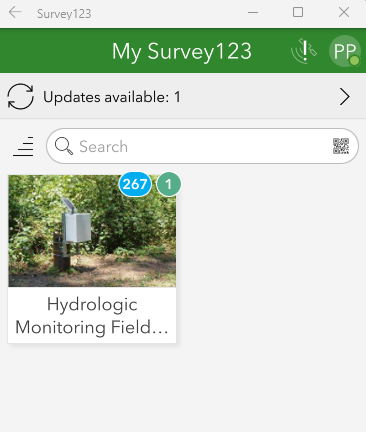 Survey123
My Survey123
PP
Updates available: 1
Search
267
1
Hydrologic
Monitoring Field...